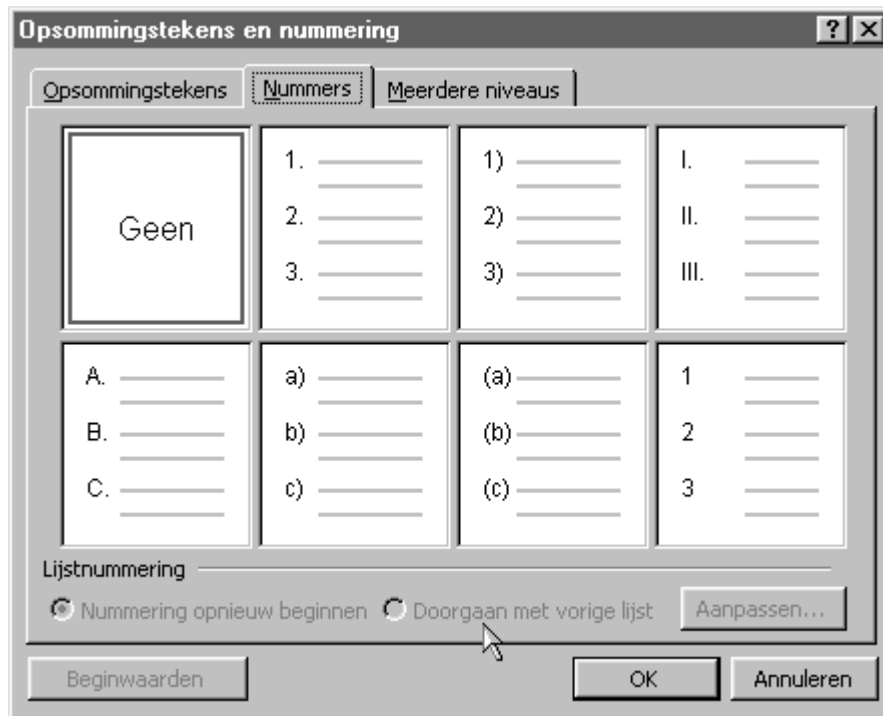 Opsommingstekens en nummering
Opsommingstekens Nummers Meerdere niveaus
Geen
1.
2.
3.
1)
2)
3)
I.
II.
III.
A.
B.
C.
a)
b)
c)
(a)
(b)
(c)
1
2
3
Lijstnummering
Nummering opnieuw beginnen Doorgaan met vorige lijst Aanpassen...
Beginwaarden OK Annuleren